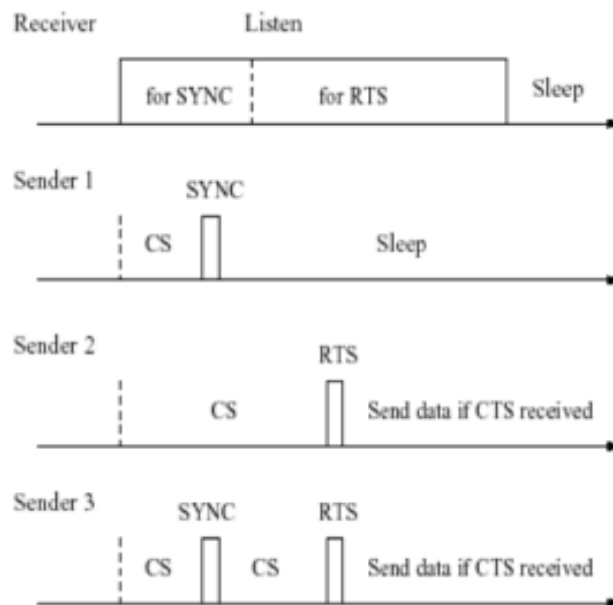 Receiver Listen
for SYNC for RTS Sleep
Sender 1
SYNC
CS Sleep
Sender 2
RTS
CS Send data if CTS received
Sender 3
SYNC RTS
CS CS Send data if CTS received